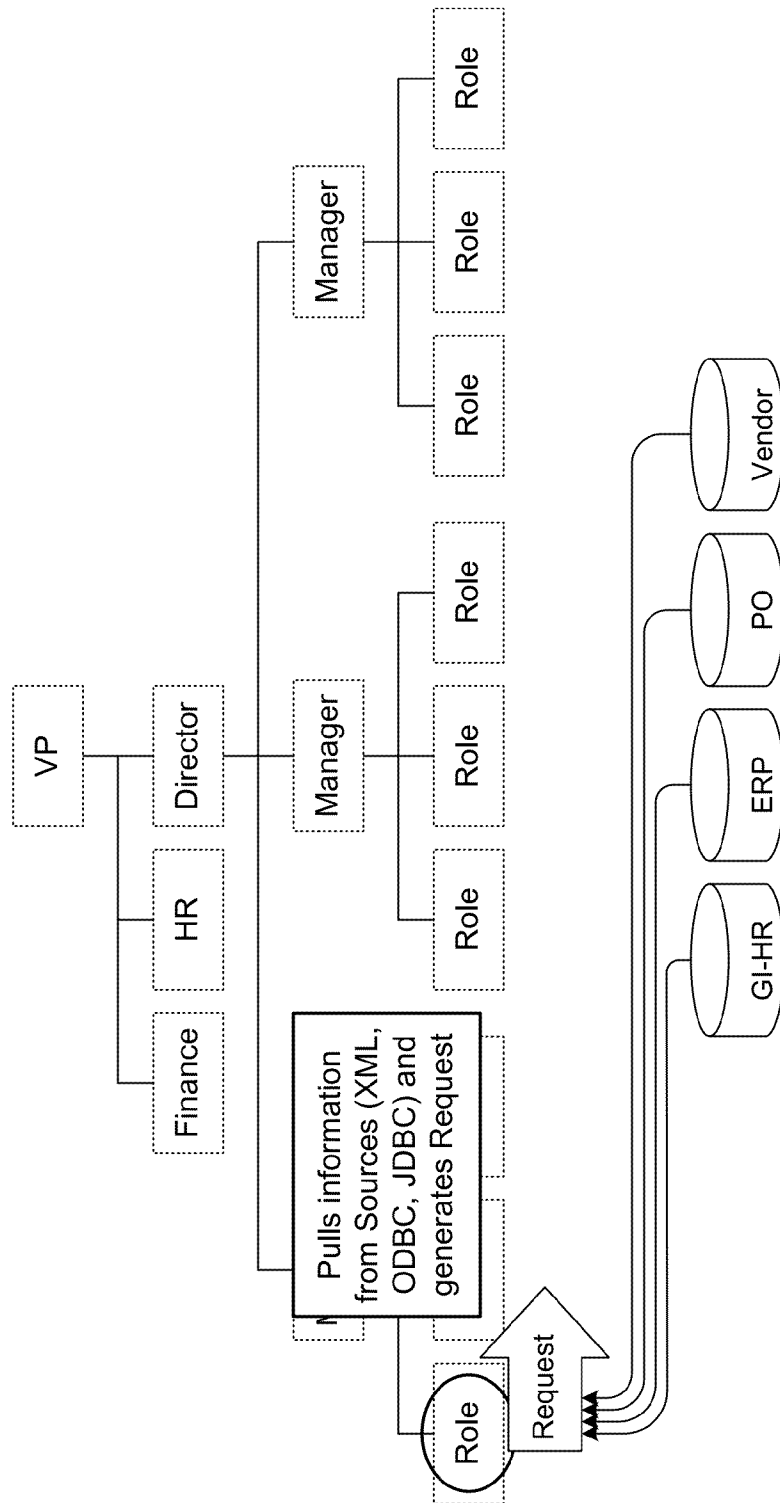 VP
Finance
HR
Director
Pulls information
from Sources (XML,
ODBC, JDBC) and
generates Request
Manager
Manager
Role
Role
Role
Role
Role
Role
Role
Request
GI-HR
ERP
PO
Vendor